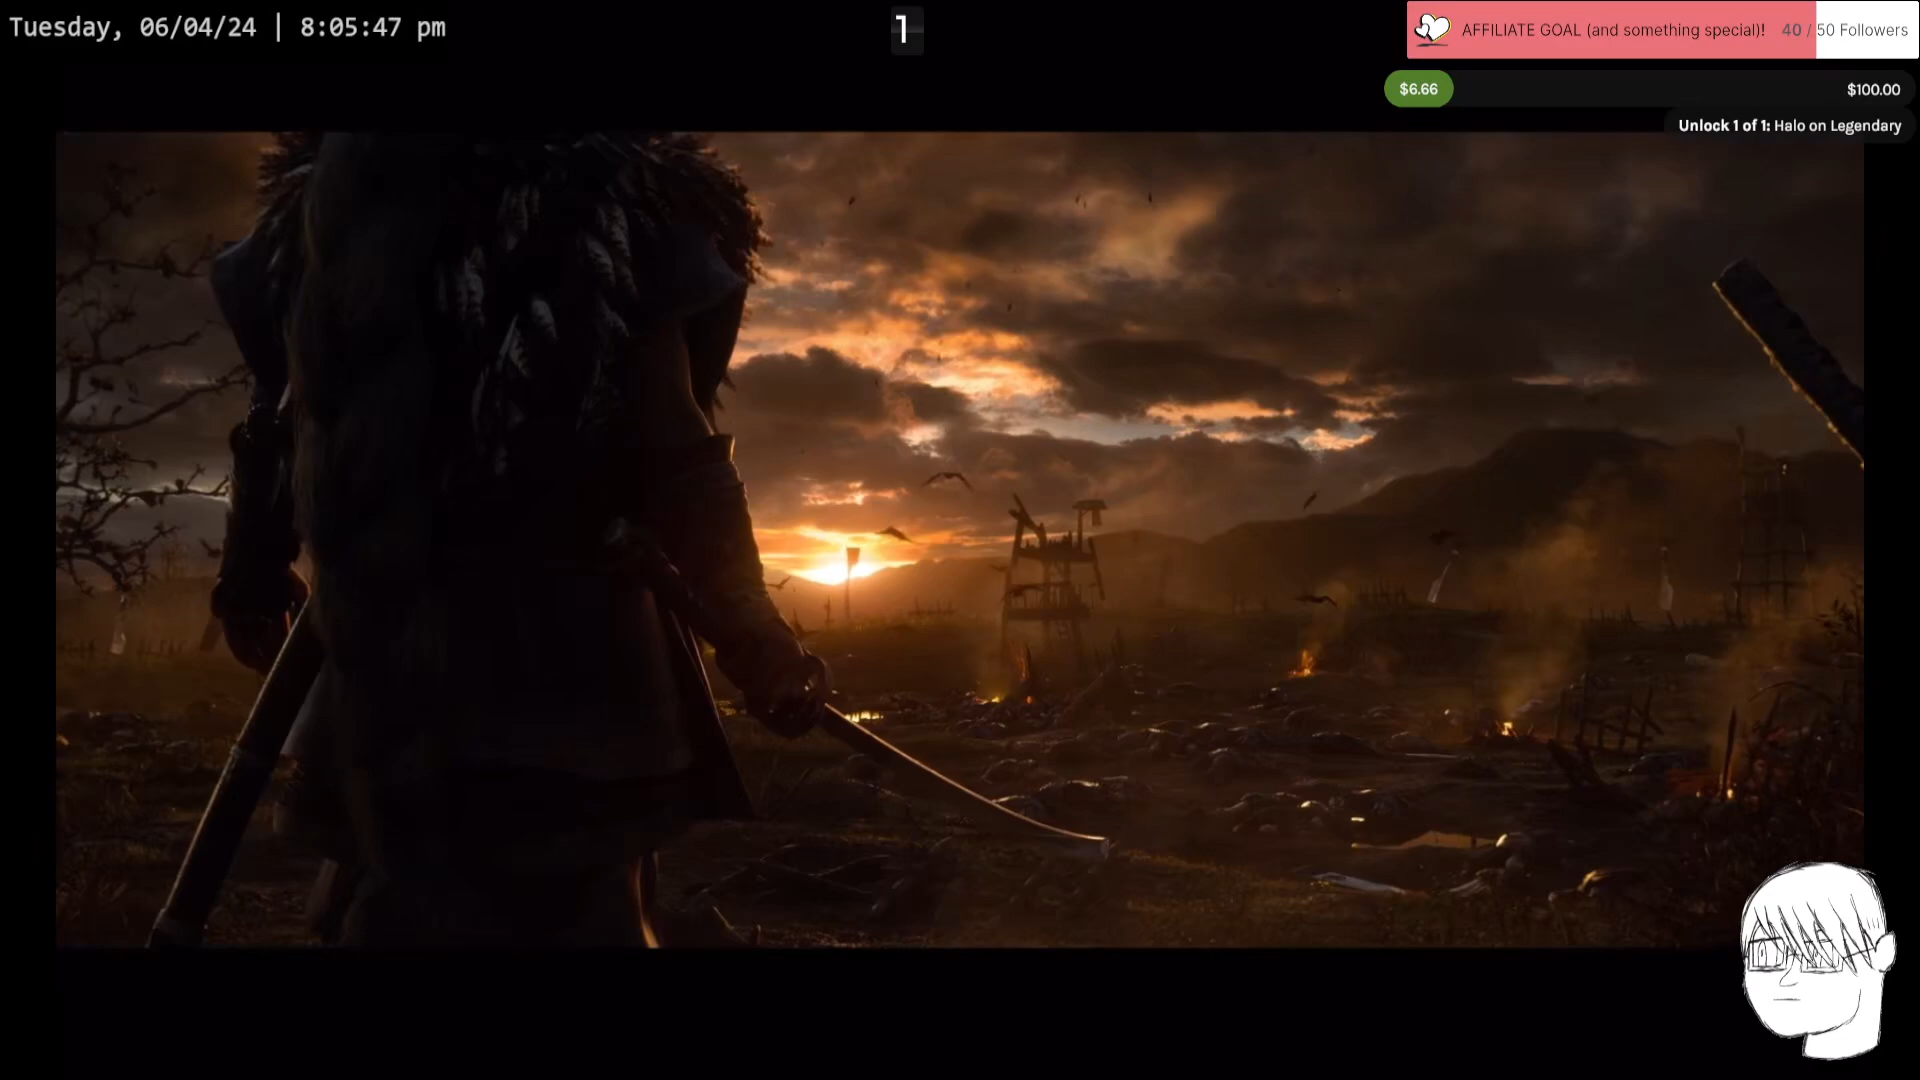 Tuesday, 06/04/24 | 8:05:47 pm
1
AFFILIATE GOAL (and something special)! 40 / 50 Followers
$6.66 $100.00
Unlock 1 of 1: Halo on Legendary